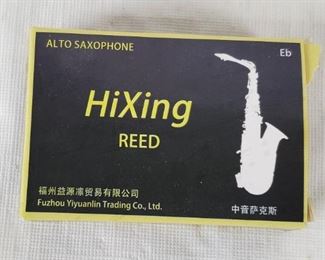 ALTO SAXOPHONE
Eb
HiXing
REED
福州益源凛贸易有限公司
Fuzhou Yiyuanlin Trading Co., Ltd.
中音萨克斯